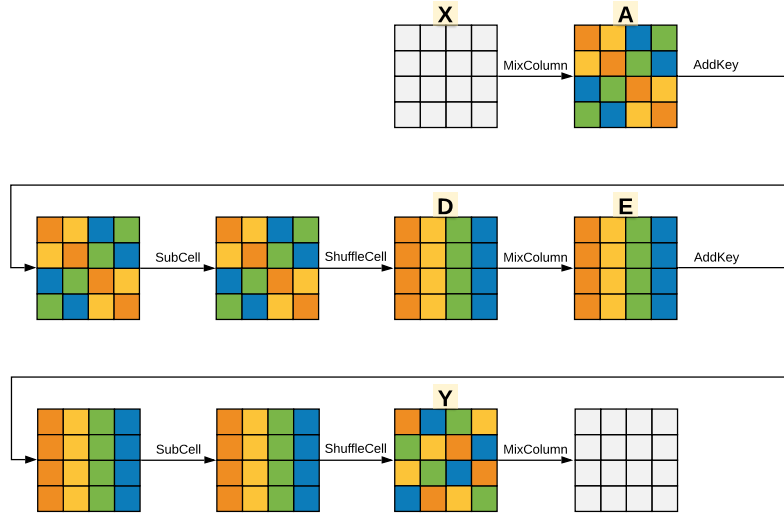 X A
MixColumn AddKey
D E
SubCell ShuffleCell MixColumn AddKey
Y
SubCell ShuffleCell MixColumn